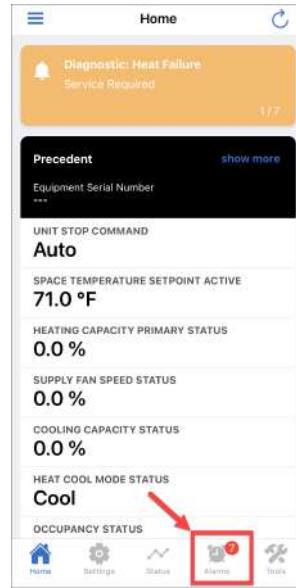 Home
Diagnostic: Heat Failure
Service Required
1/7
Precedent show more
Equipment Serial Number
---
UNIT STOP COMMAND
Auto
SPACE TEMPERATURE SETPOINT ACTIVE
71.0 °F
HEATING CAPACITY PRIMARY STATUS
0.0 %
SUPPLY FAN SPEED STATUS
0.0 %
COOLING CAPACITY STATUS
0.0 %
HEAT COOL MODE STATUS
Cool
OCCUPANCY STATUS
7
Home Settings Status Alarms Tools